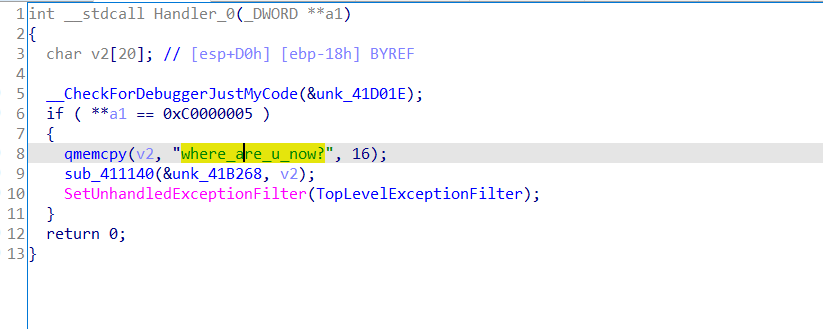 1 int __stdcall Handler_0(_DWORD **a1)
2 {
3   char v2[20]; // [esp+D0h] [ebp-18h] BYREF
4
5   __CheckForDebuggerJustMyCode(&unk_41D01E);
6   if ( **a1 == 0xC0000005 )
7   {
8     qmemcpy(v2, "where_are_u_now?", 16);
9     sub_411140(&unk_41B268, v2);
10     SetUnhandledExceptionFilter(TopLevelExceptionFilter);
11   }
12   return 0;
13 }